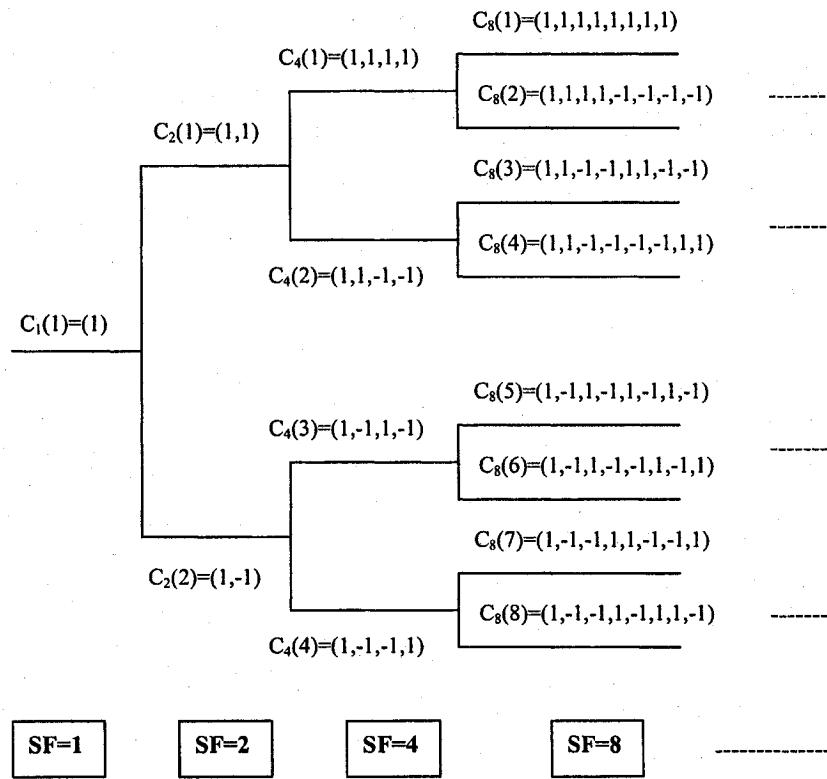 C₈(1)=(1,1,1,1,1,1,1,1)
C₄(1)=(1,1,1,1)
C₈(2)=(1,1,1,1,-1,-1,-1,-1)
C₂(1)=(1,1)
C₈(3)=(1,1,-1,-1,1,1,-1,-1)
C₈(4)=(1,1,-1,-1,-1,-1,1,1)
C₄(2)=(1,1,-1,-1)
C₁(1)=(1)
C₈(5)=(1,-1,1,-1,1,-1,1,-1)
C₄(3)=(1,-1,1,-1)
C₈(6)=(1,-1,1,-1,-1,1,-1,1)
C₈(7)=(1,-1,-1,1,1,-1,-1,1)
C₂(2)=(1,-1)
C₈(8)=(1,-1,-1,1,-1,1,1,-1)
C₄(4)=(1,-1,-1,1)
SF=1 SF=2 SF=4 SF=8